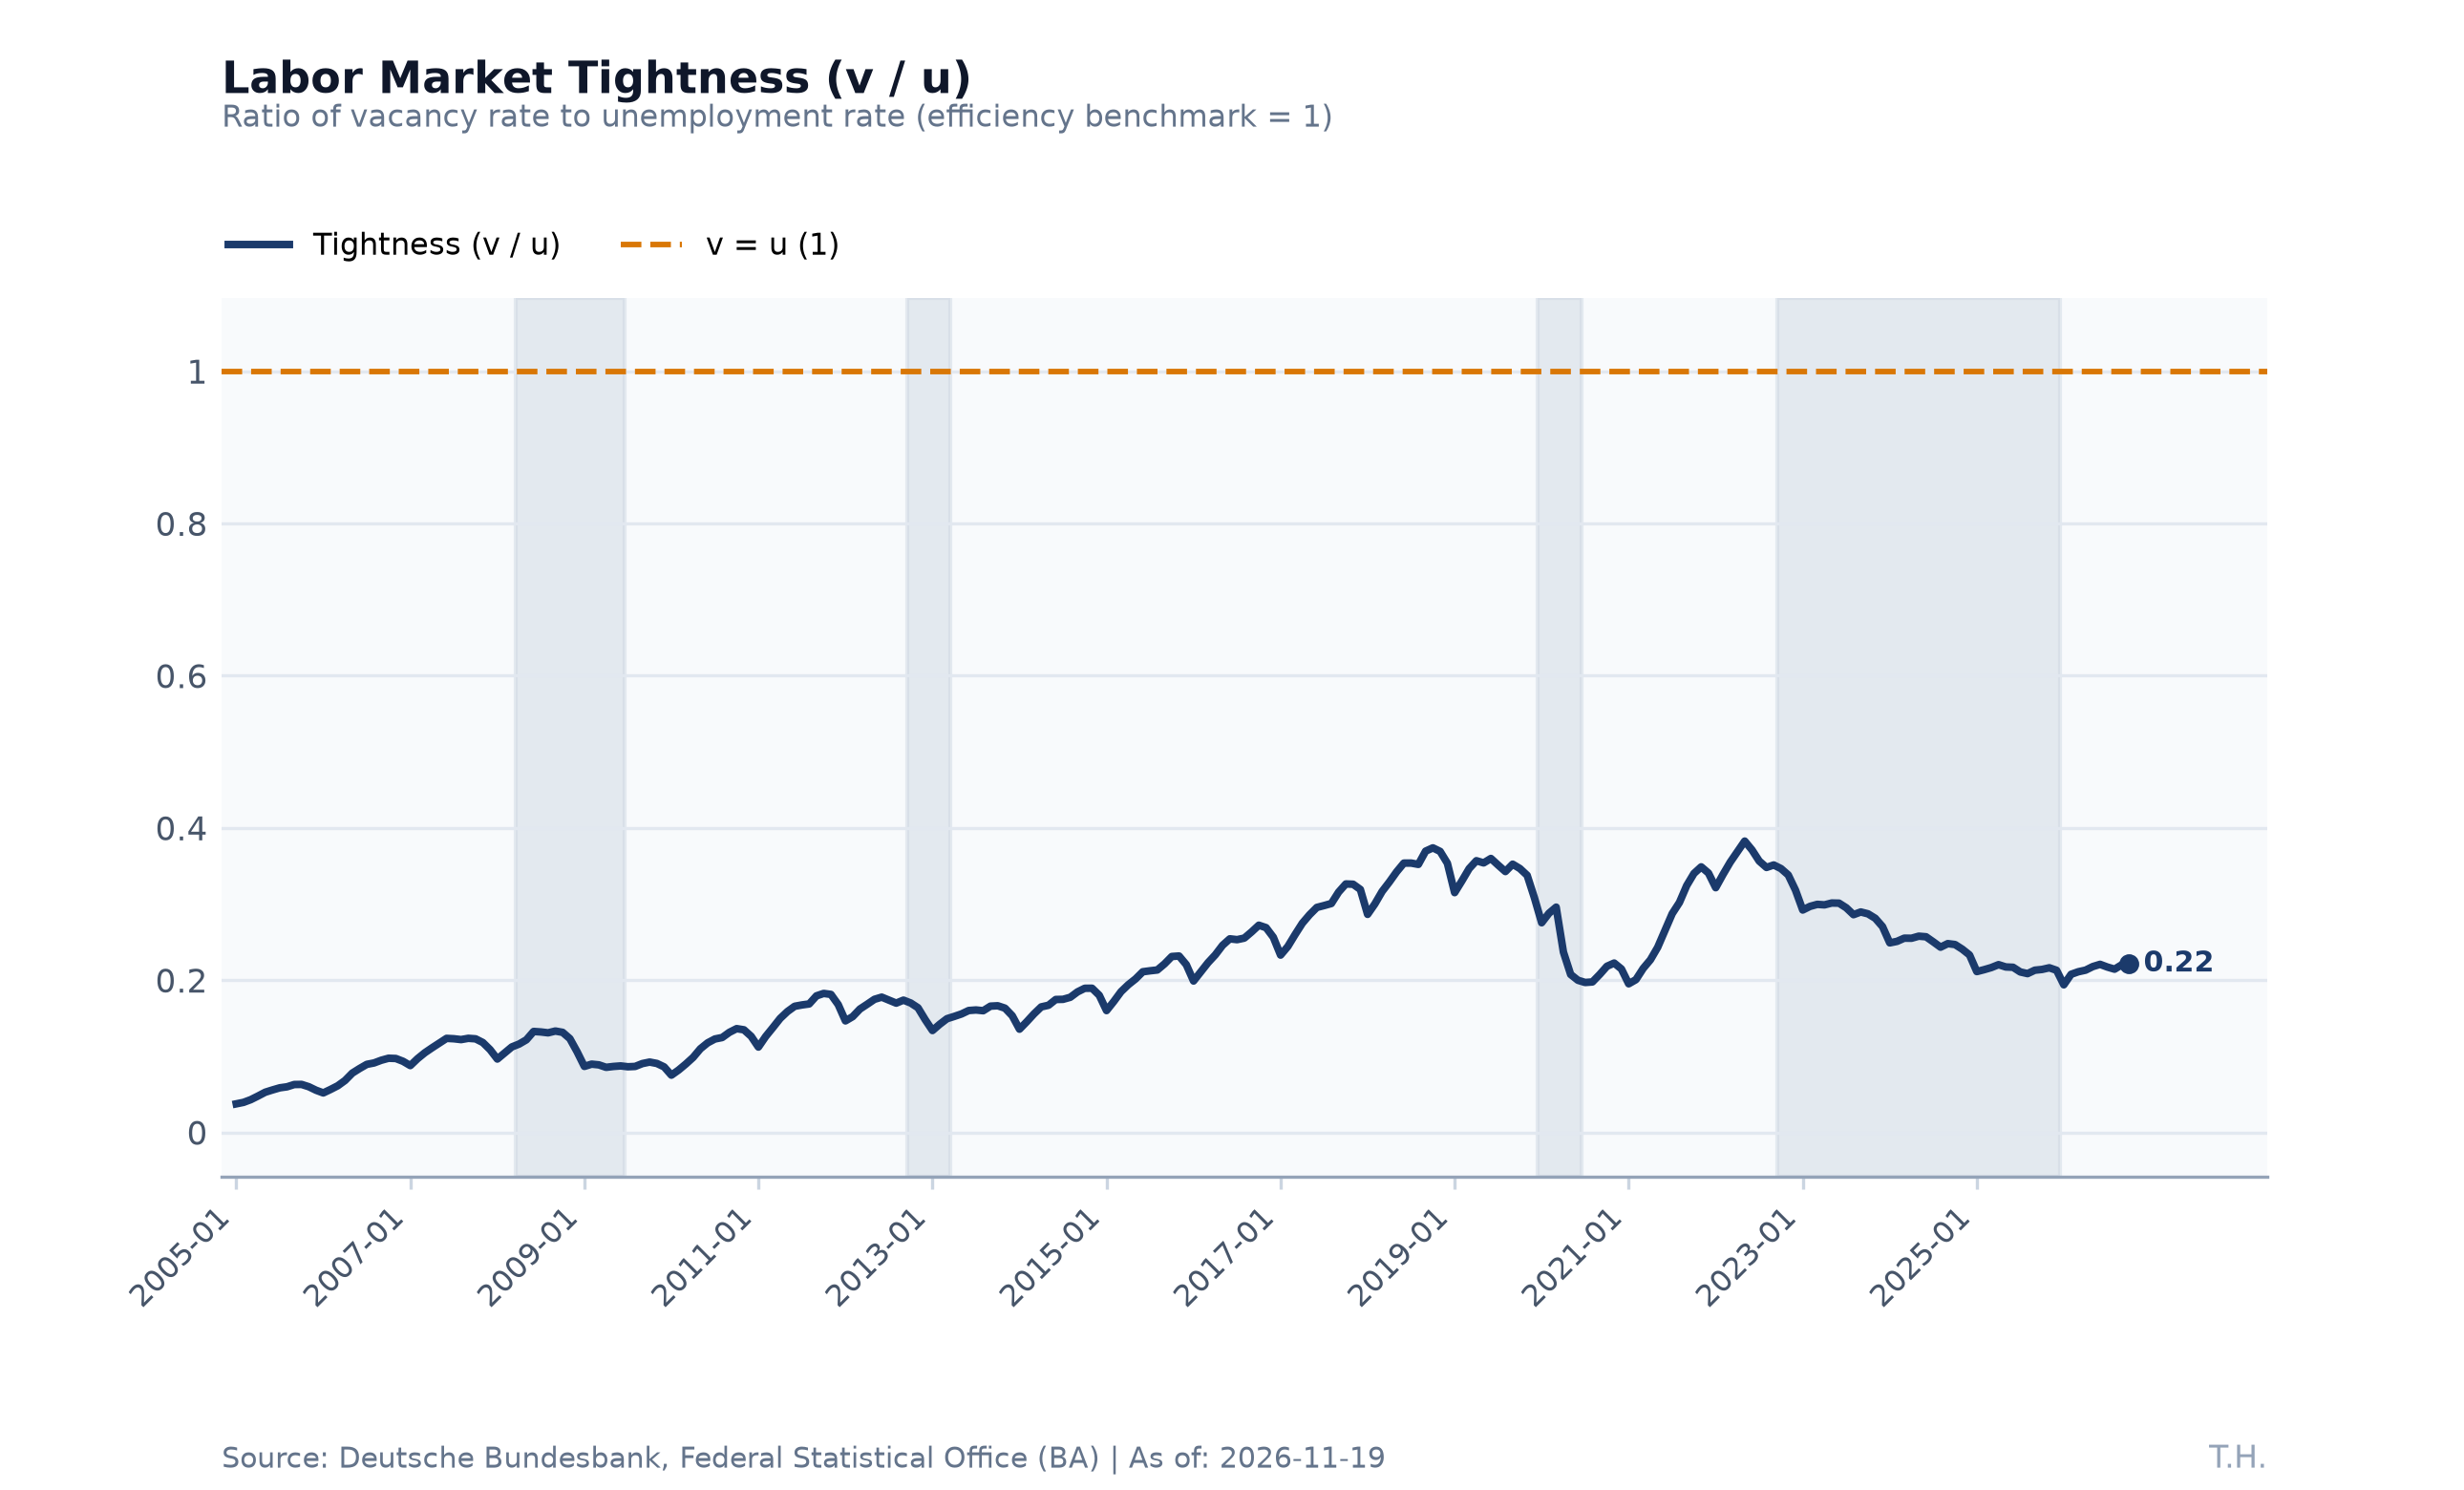 Labor Market Tightness (v / u)
Ratio of vacancy rate to unemployment rate (efficiency benchmark = 1)
Tightness (v / u) v = u (1)
1
0.8
0.6
0.4
0.2
0
0.22
2005-01 2007-01 2009-01 2011-01 2013-01 2015-01 2017-01 2019-01 2021-01 2023-01 2025-01
Source: Deutsche Bundesbank, Federal Statistical Office (BA) | As of: 2026-11-19
T.H.